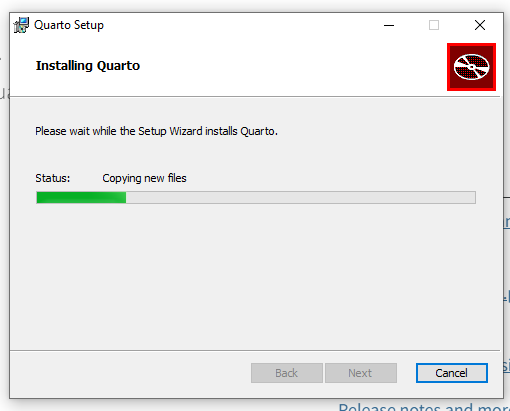 Quarto Setup
Installing Quarto
Please wait while the Setup Wizard installs Quarto.
Status: Copying new files
Back Next Cancel
Release notes and more